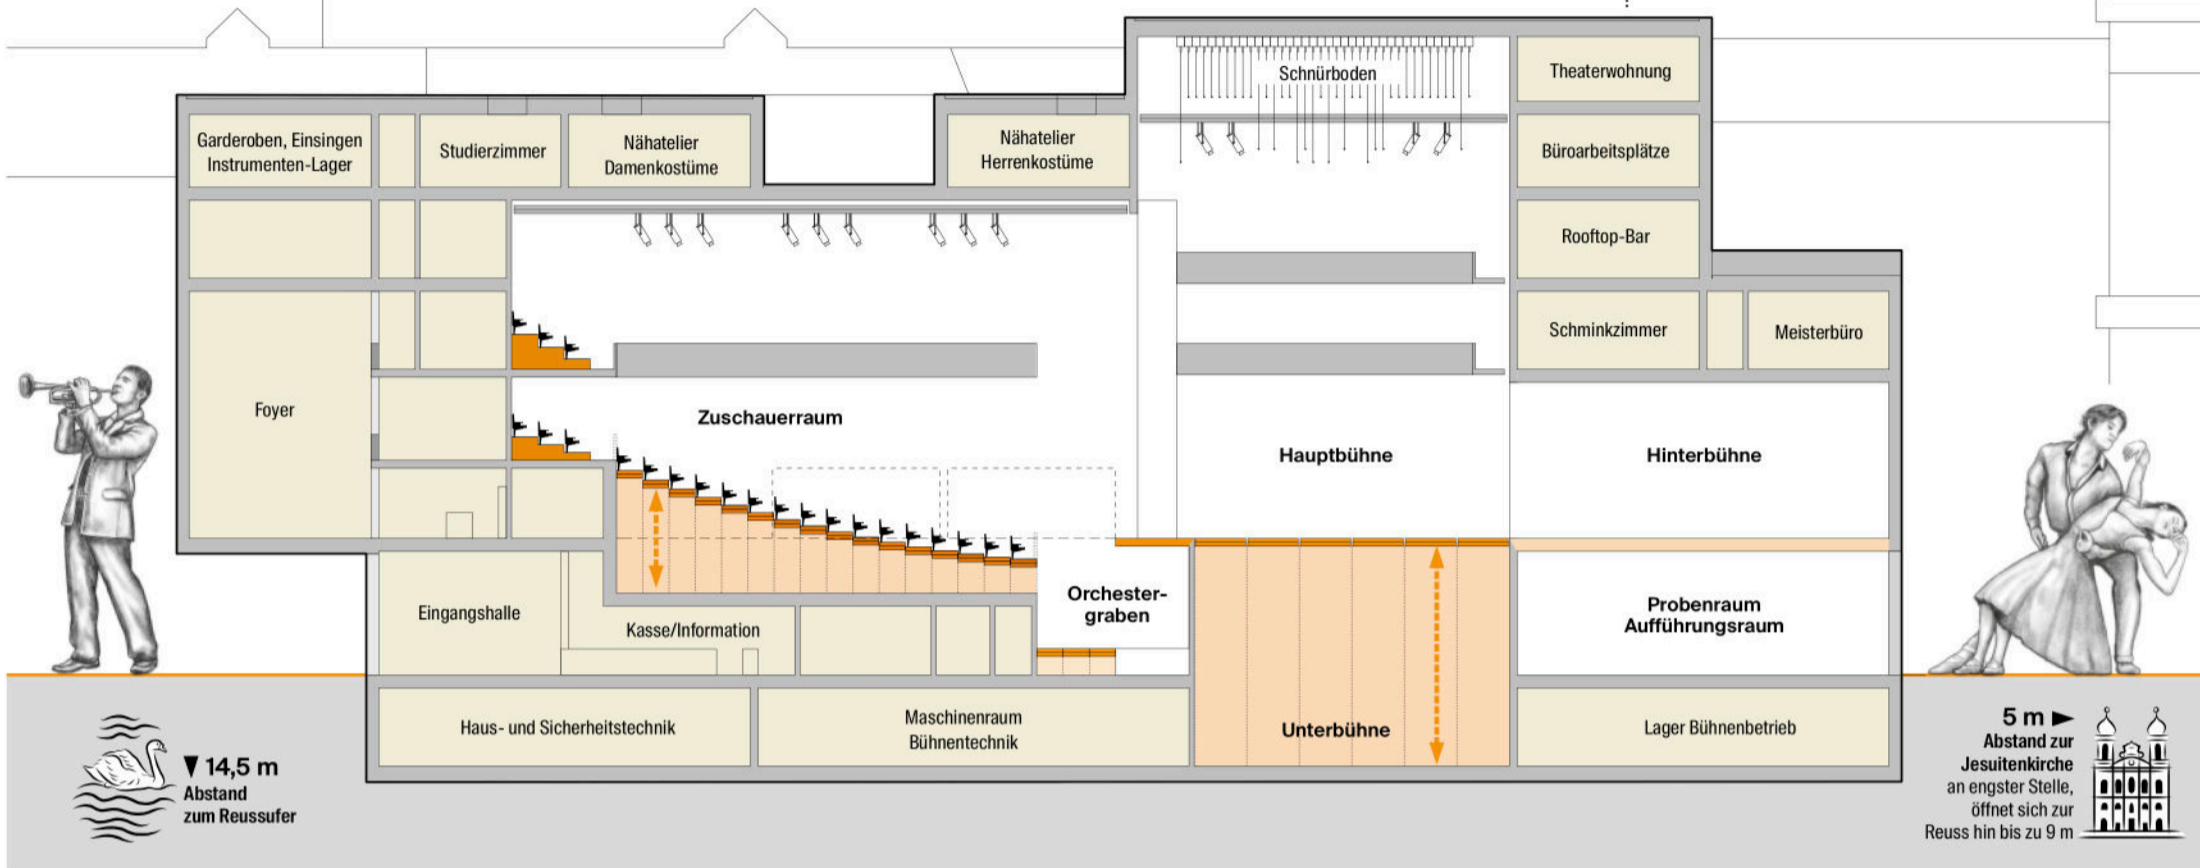 Schnürboden
Theaterwohnung
Garderoben, Einsingen
Instrumenten-Lager
Studierzimmer
Nähatelier
Damenkostüme
Nähatelier
Herrenkostüme
Büroarbeitsplätze
Rooftop-Bar
Schminkzimmer
Meisterbüro
Foyer
Zuschauerraum
Hauptbühne
Hinterbühne
Eingangshalle
Kasse/Information
Orchester-
graben
Probenraum
Aufführungsraum
Haus- und Sicherheitstechnik
Maschinenraum
Bühnentechnik
Unterbühne
Lager Bühnenbetrieb
▼ 14,5 m
Abstand
zum Reussufer
5 m ►
Abstand zur
Jesuitenkirche
an engster Stelle,
öffnet sich zur
Reuss hin bis zu 9 m